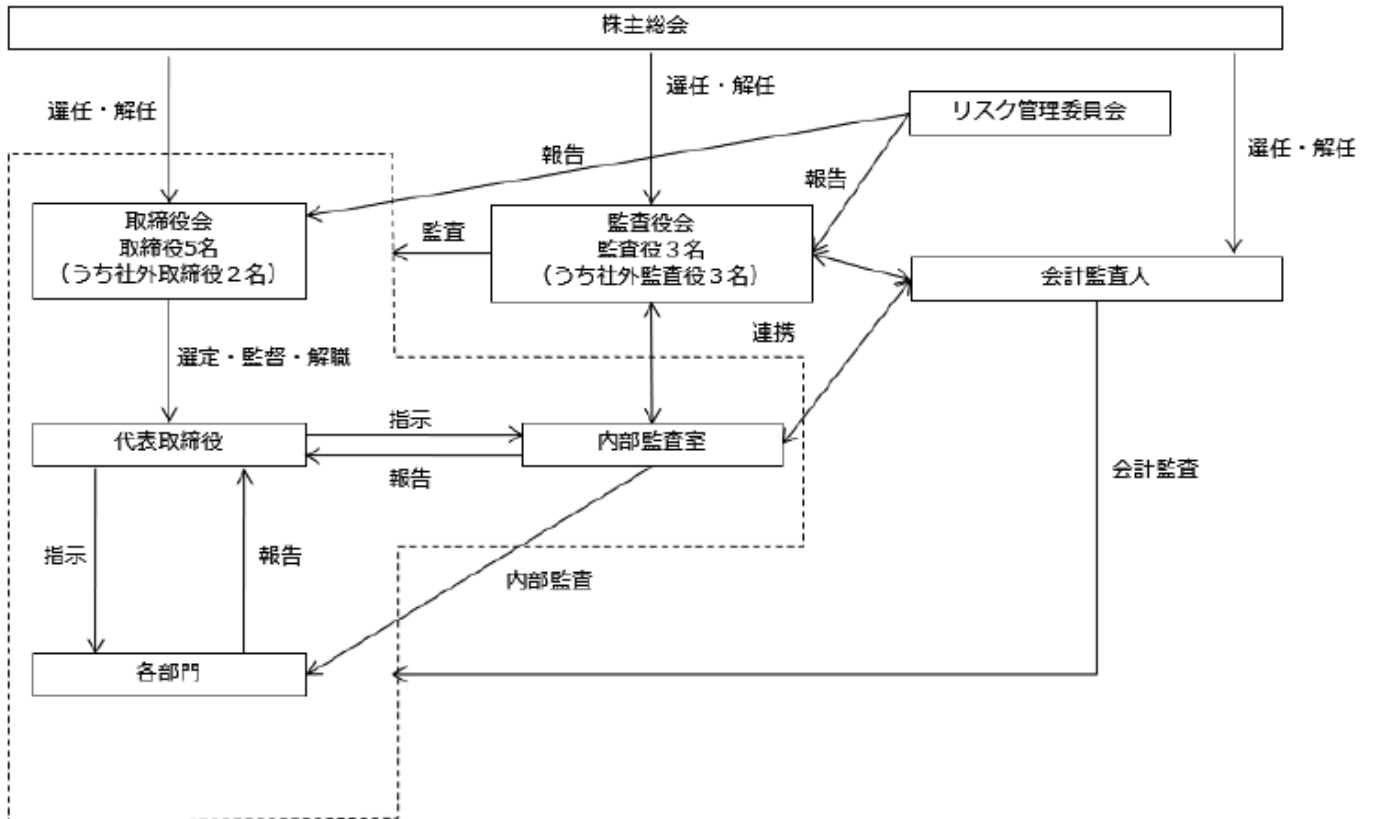 株主総会
選任・解任
選任・解任
リスク管理委員会
選任・解任
報告
報告
取締役会
取締役5名
（うち社外取締役２名）
監査
監査役会
監査役３名
（うち社外監査役３名）
会計監査人
連携
選定・監督・解職
代表取締役
指示
報告
内部監査室
会計監査
指示
報告
内部監査
各部門